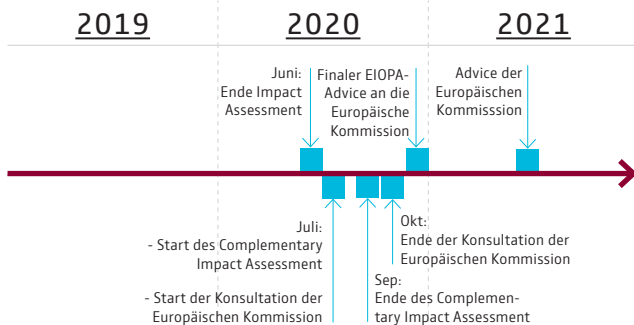 2019
2020
2021
Juni:
Ende Impact
Assessment
Finaler EIOPA-
Advice an die
Europäische
Kommission
Advice der
Europäischen
Kommisssion
Juli:
- Start des Complementary
Impact Assessment
- Start der Konsultation der
Europäischen Kommission
Sep:
Ende des Complemen-
tary Impact Assessment
Okt:
Ende der Konsultation der
Europäischen Kommission